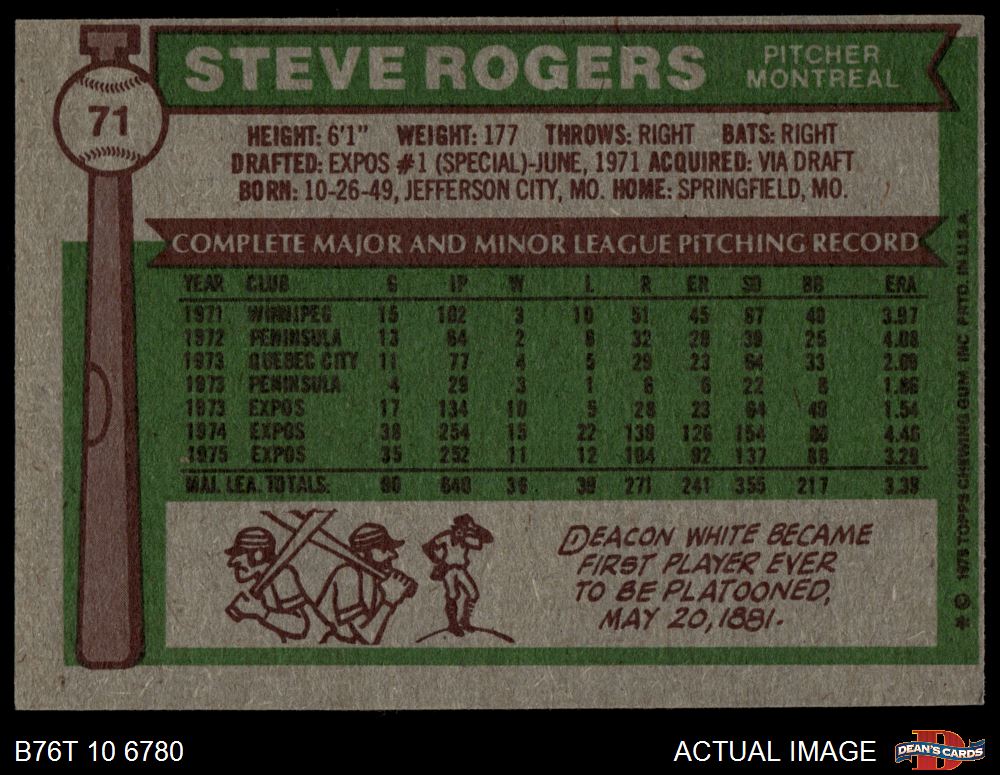 71
STEVE ROGERS
PITCHER
MONTREAL
HEIGHT: 6'1" WEIGHT: 177 THROWS: RIGHT BATS: RIGHT
DRAFTED: EXPOS #1 (SPECIAL)-JUNE, 1971 ACQUIRED: VIA DRAFT
BORN: 10-26-49, JEFFERSON CITY, MO. HOME: SPRINGFIELD, MO.
COMPLETE MAJOR AND MINOR LEAGUE PITCHING RECORD
YEAR CLUB G IP W L R ER SO BB ERA
1971 WINNIPEG 15 102 3 10 51 45 87 40 3.97
1972 PENINSULA 13 64 2 6 32 29 39 25 4.08
1973 QUEBEC CITY 11 77 4 5 29 23 64 33 2.69
1973 PENINSULA 4 29 3 1 6 6 22 8 1.86
1973 EXPOS 17 134 10 5 28 23 64 49 1.54
1974 EXPOS 38 254 15 22 139 126 154 80 4.46
1975 EXPOS 35 252 11 12 104 92 137 88 3.29
MAJ. LEA. TOTALS: 90 640 36 39 271 241 355 217 3.39
DEACON WHITE BECAME
FIRST PLAYER EVER
TO BE PLATOONED,
MAY 20, 1881.
* © 1976 TOPPS CHEWING GUM INC PRTD. IN U.S.A.
B76T 10 6780
ACTUAL IMAGE
DEAN'S CARDS